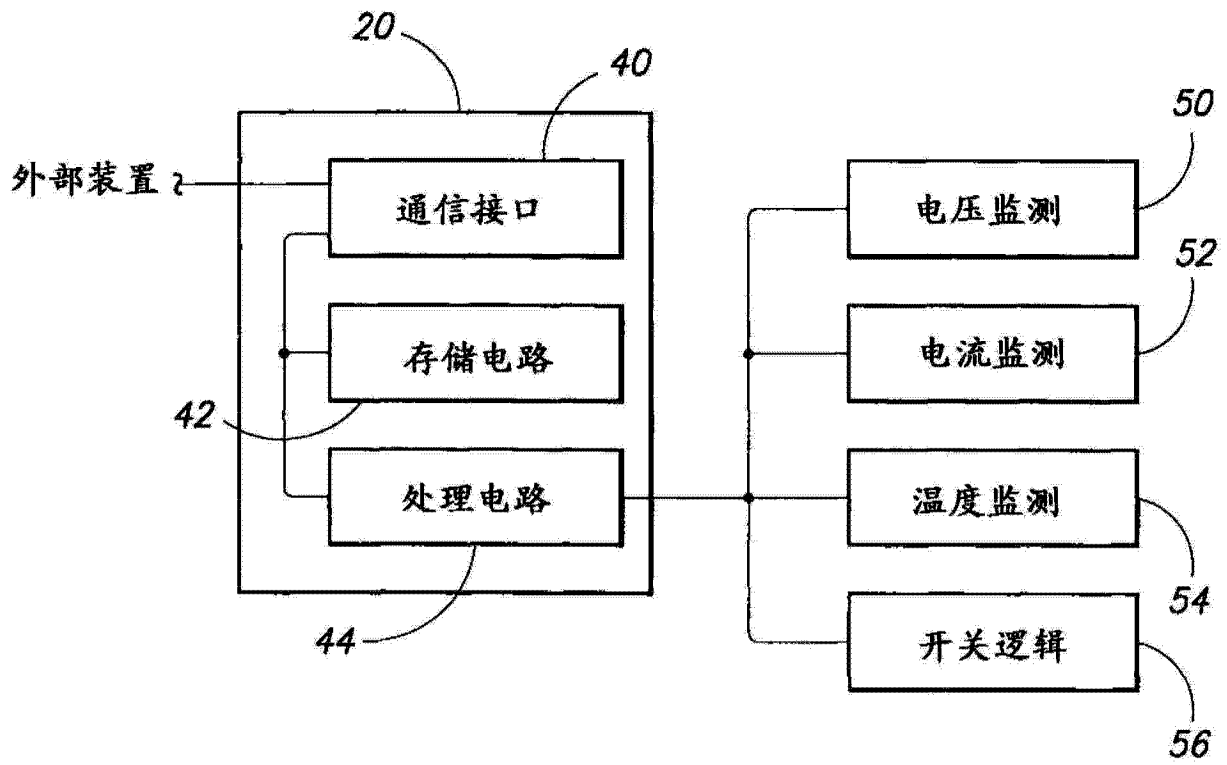 20
40
50
外部装置
通信接口
电压监测
52
存储电路
电流监测
42
处理电路
温度监测
54
44
开关逻辑
56